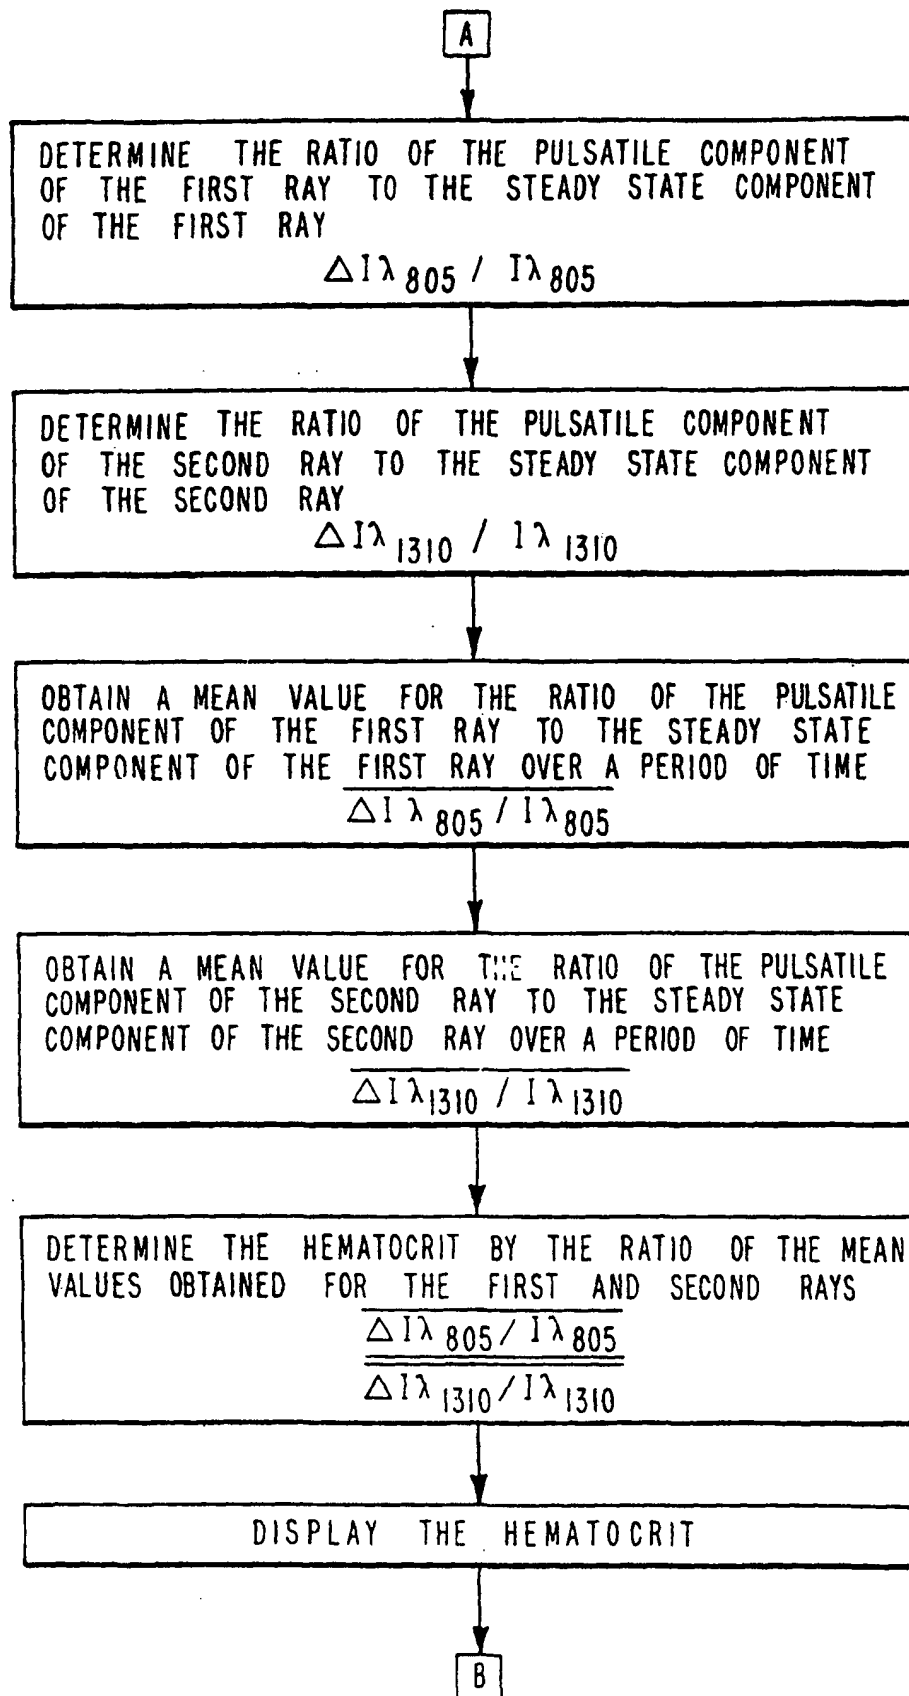 A
DETERMINE THE RATIO OF THE PULSATILE COMPONENT
OF THE FIRST RAY TO THE STEADY STATE COMPONENT
OF THE FIRST RAY
△Iλ805 / Iλ805
DETERMINE THE RATIO OF THE PULSATILE COMPONENT
OF THE SECOND RAY TO THE STEADY STATE COMPONENT
OF THE SECOND RAY
△Iλ1310 / Iλ1310
OBTAIN A MEAN VALUE FOR THE RATIO OF THE PULSATILE
COMPONENT OF THE FIRST RAY TO THE STEADY STATE
COMPONENT OF THE FIRST RAY OVER A PERIOD OF TIME
△Iλ805 / Iλ805
OBTAIN A MEAN VALUE FOR THE RATIO OF THE PULSATILE
COMPONENT OF THE SECOND RAY TO THE STEADY STATE
COMPONENT OF THE SECOND RAY OVER A PERIOD OF TIME
△Iλ1310 / Iλ1310
DETERMINE THE HEMATOCRIT BY THE RATIO OF THE MEAN
VALUES OBTAINED FOR THE FIRST AND SECOND RAYS
△Iλ805 / Iλ805
△Iλ1310 / Iλ1310
DISPLAY THE HEMATOCRIT
B